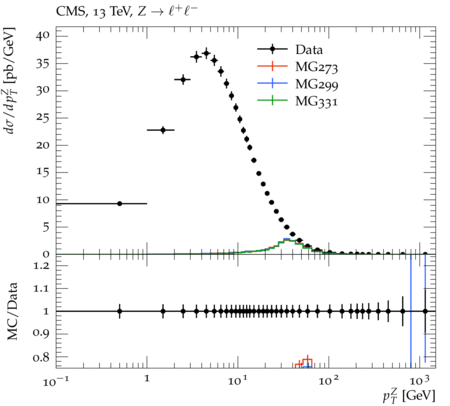 CMS, 13 TeV, Z → ℓ⁺ℓ⁻
dσ/dp_T^Z [pb/GeV]
40
35
30
25
20
15
10
5
0
Data
MG273
MG299
MG331
MC/Data
1.2
1.1
1
0.9
0.8
10⁻¹ 1 10¹ 10² 10³
p_T^Z [GeV]